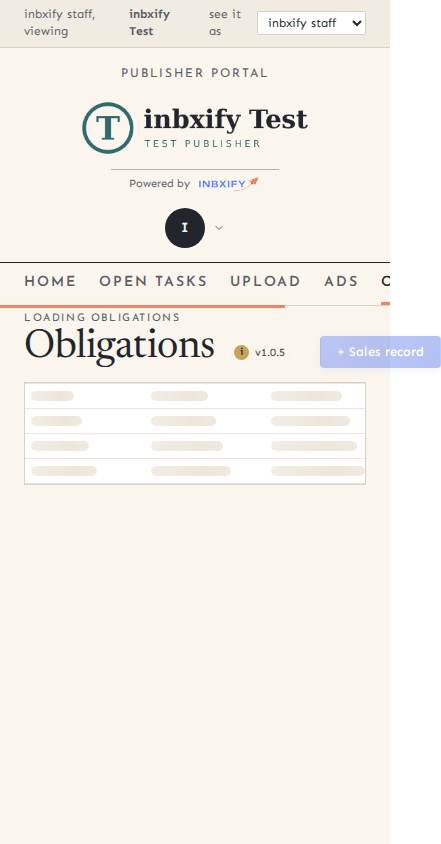 inbxify staff, viewing inbxify Test see it as inbxify staff
PUBLISHER PORTAL
T inbxify Test
TEST PUBLISHER
Powered by INBXIFY
I
HOME OPEN TASKS UPLOAD ADS
LOADING OBLIGATIONS
Obligations i v1.0.5 + Sales record